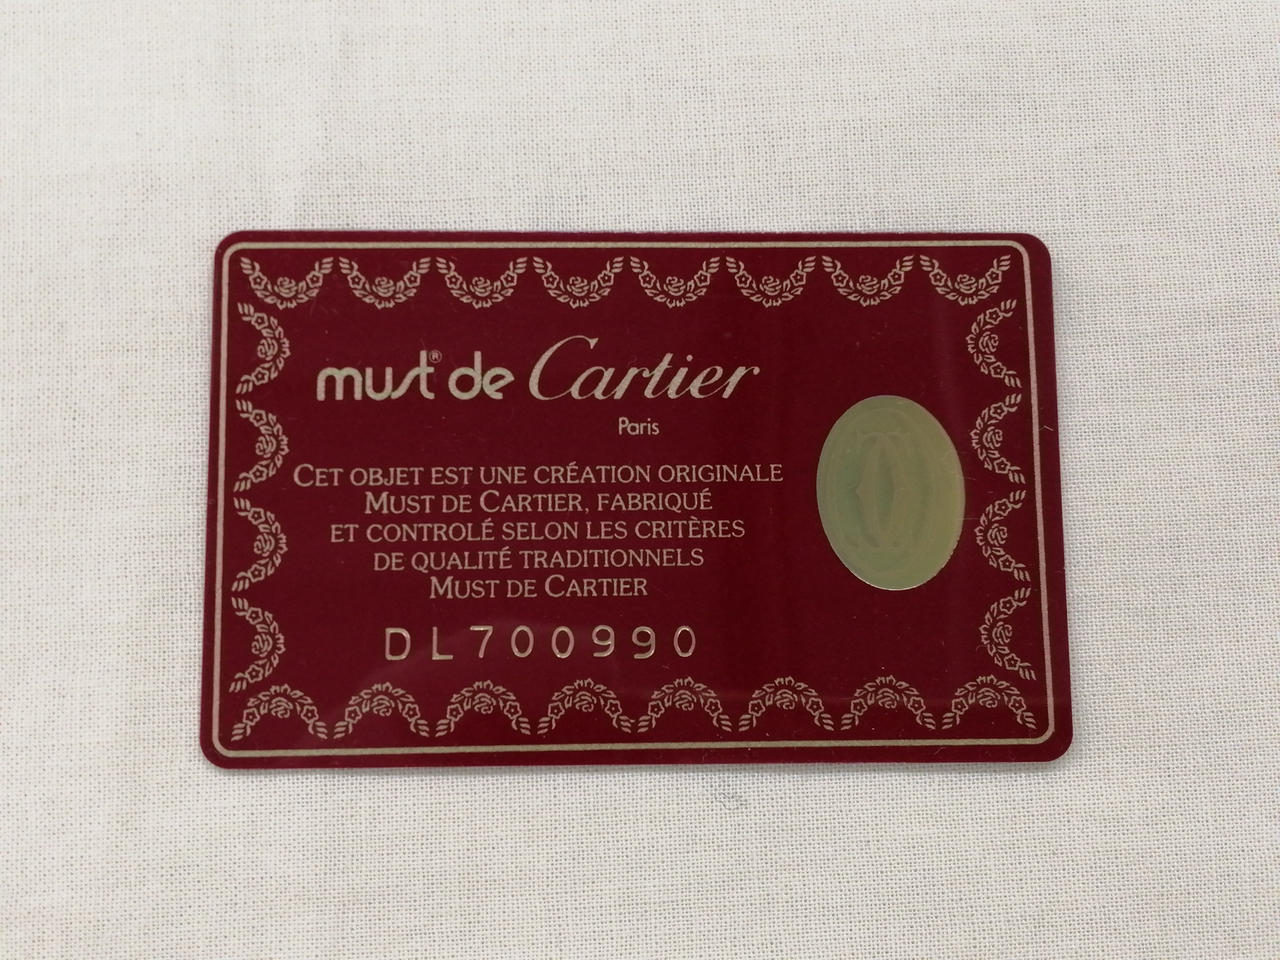 must® de Cartier
Paris
CET OBJET EST UNE CRÉATION ORIGINALE
MUST DE CARTIER, FABRIQUÉ
ET CONTROLÉ SELON LES CRITÈRES
DE QUALITÉ TRADITIONNELS
MUST DE CARTIER
DL700990